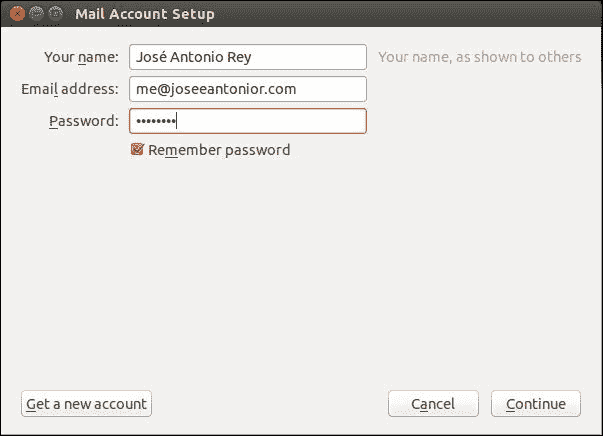 Mail Account Setup
Your name: José Antonio Rey Your name, as shown to others
Email address: me@joseeantonior.com
Password: ••••••••
Remember password
Get a new account Cancel Continue